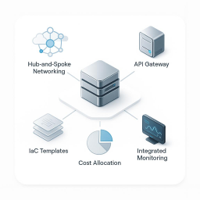 Hub-and-Spoke
Networking
API Gateway
IaC Templates
Cost Allocation
Integrated
Monitoring